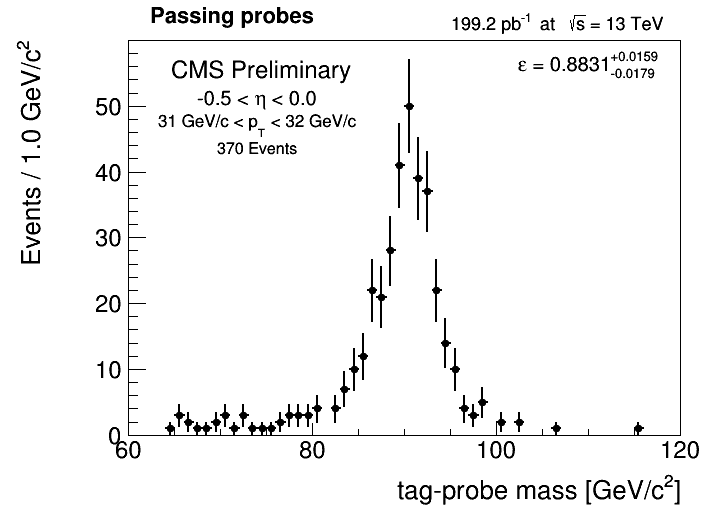 Passing probes
199.2 pb⁻¹ at √s = 13 TeV
CMS Preliminary
-0.5 < η < 0.0
31 GeV/c < p_T < 32 GeV/c
370 Events
ε = 0.8831 +0.0159 -0.0179
Events / 1.0 GeV/c²
50
40
30
20
10
0
60 80 100 120
tag-probe mass [GeV/c²]